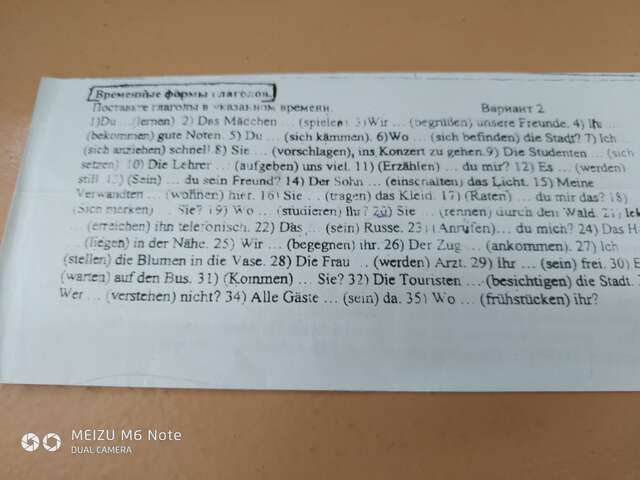 Временные формы глаголов.
Поставьте глаголы в указанном времени. Вариант 2
1)Du ... (lernen) 2) Das Mädchen ... (spielen) 3)Wir ... (begrüßen) unsere Freunde. 4) Ihr ...
(bekommen) gute Noten. 5) Du ... (sich kämmen). 6)Wo ... (sich befinden) die Stadt? 7) Ich ...
(sich anziehen) schnell! 8) Sie ... (vorschlagen), ins Konzert zu gehen.9) Die Studenten ... (sich
setzen) 10) Die Lehrer ... (aufgeben) uns viel. 11) (Erzählen) ... du mir? 12) Es ... (werden)
still 13) (Sein) ... du sein Freund? 14) Der Sohn ... (einschalten) das Licht. 15) Meine
Verwandten ... (wohnen) hier. 16) Sie ... (tragen) das Kleid. 17) (Raten) ... du mir das? 18)
(Sich merken) ... Sie? 19) Wo ... (studieren) Ihr? 20) Sie ... (rennen) durch den Wald. 21)
... (erreichen) ihn telefonisch. 22) Das ... (sein) Russe. 23) (Anrufen)... du mich? 24) Das
... (liegen) in der Nähe. 25) Wir ... (begegnen) ihr. 26) Der Zug ... (ankommen). 27) Ich
(stellen) die Blumen in die Vase. 28) Die Frau ... (werden) Arzt. 29) Ihr ... (sein) frei. 30)
(warten) auf den Bus. 31) (Kommen) ... Sie? 32) Die Touristen ... (besichtigen) die Stadt.
Wer ... (verstehen) nicht? 34) Alle Gäste ... (sein) da. 35) Wo ... (frühstücken) ihr?
MEIZU M6 Note
DUAL CAMERA